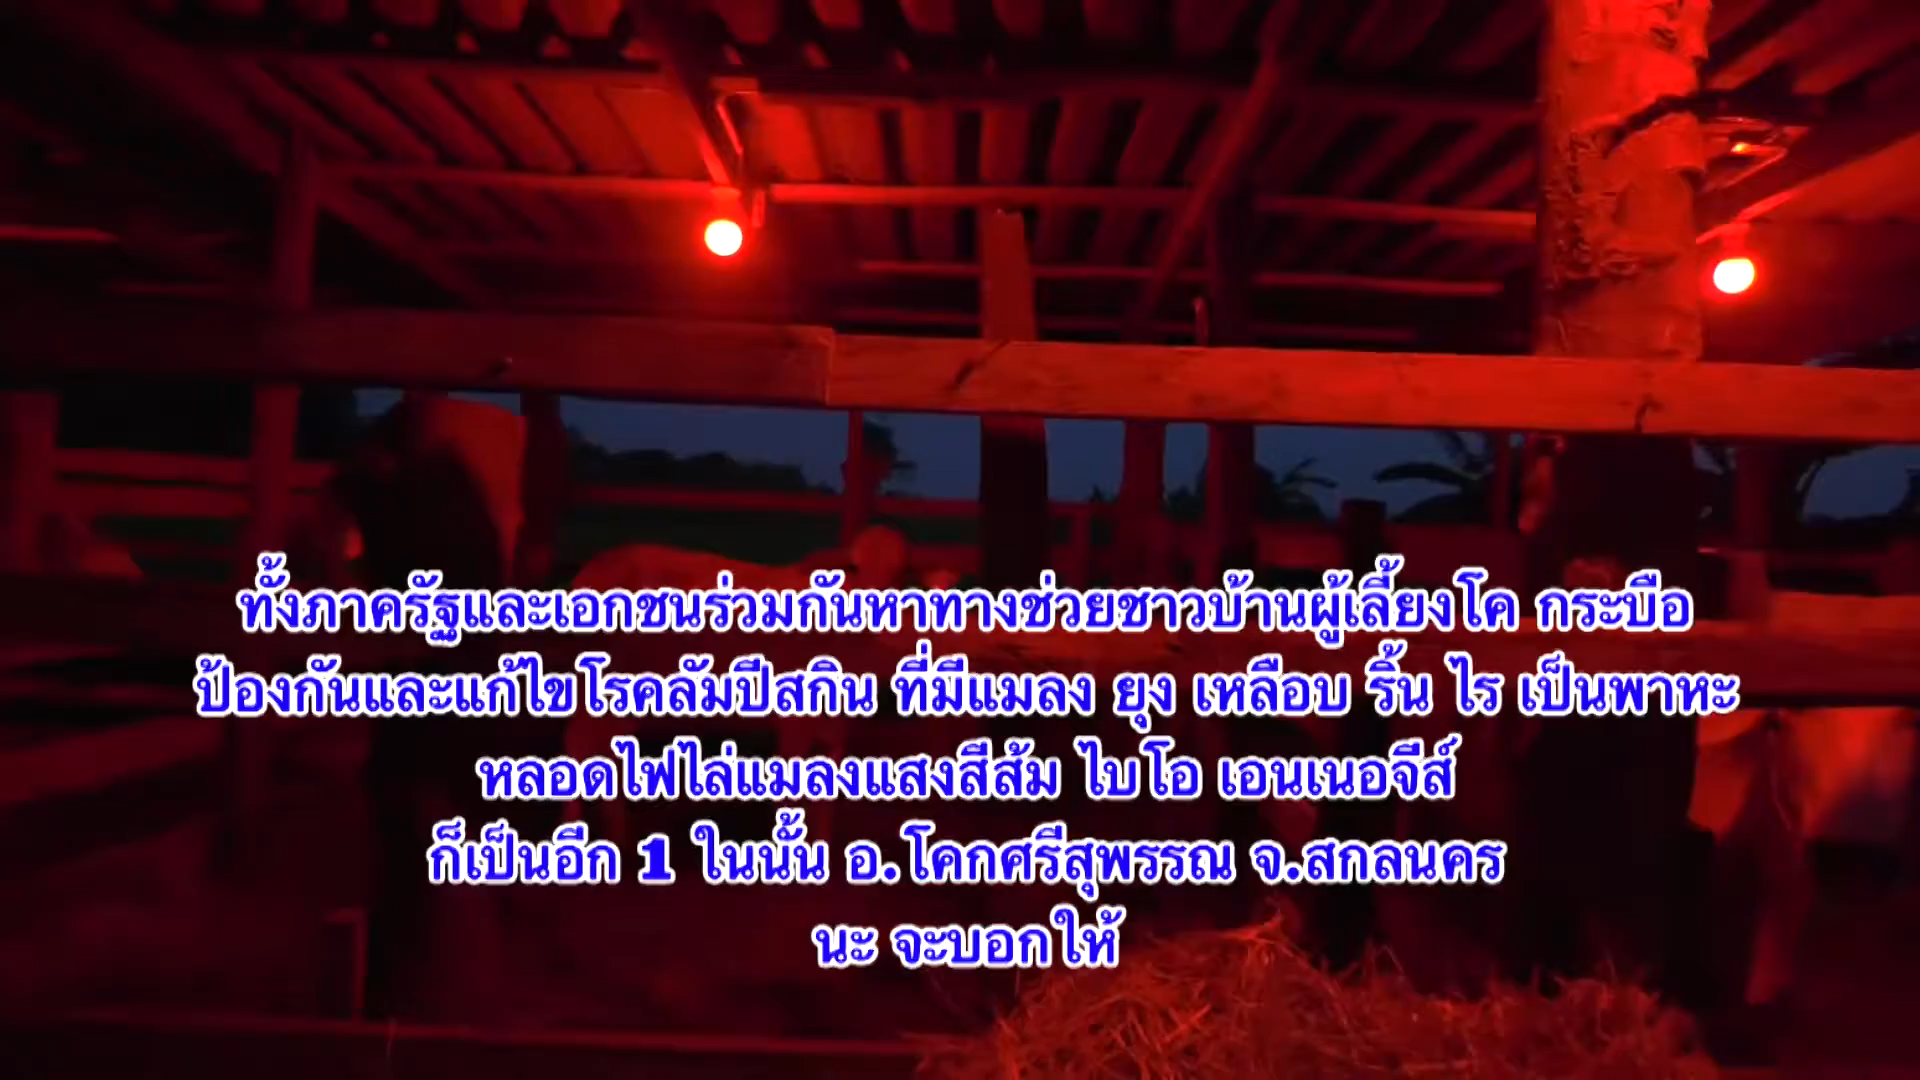 ทั้งภาครัฐและเอกชนร่วมกันหาทางช่วยชาวบ้านผู้เลี้ยงโค กระบือ
ป้องกันและแก้ไขโรคลัมปีสกิน ที่มีแมลง ยุง เหลือบ ริ้น ไร เป็นพาหะ
หลอดไฟไล่แมลงแสงสีส้ม ไบโอ เอนเนอจีส์
ก็เป็นอีก 1 ในนั้น อ.โคกศรีสุพรรณ จ.สกลนคร
นะ จะบอกให้